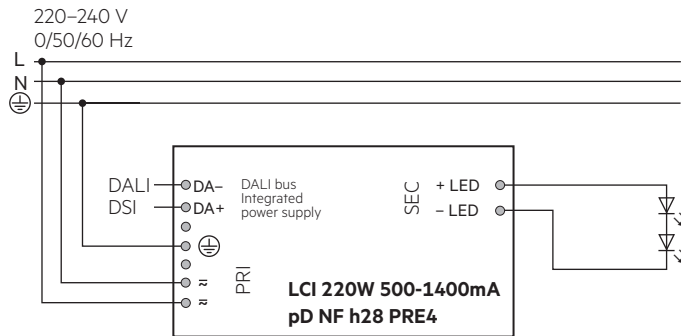 220–240 V
0/50/60 Hz
L
N
DALI
DA–
DALI bus
Integrated
power supply
DSI
DA+
SEC
+ LED
– LED
PRI
≂
≂
LCI 220W 500-1400mA
pD NF h28 PRE4